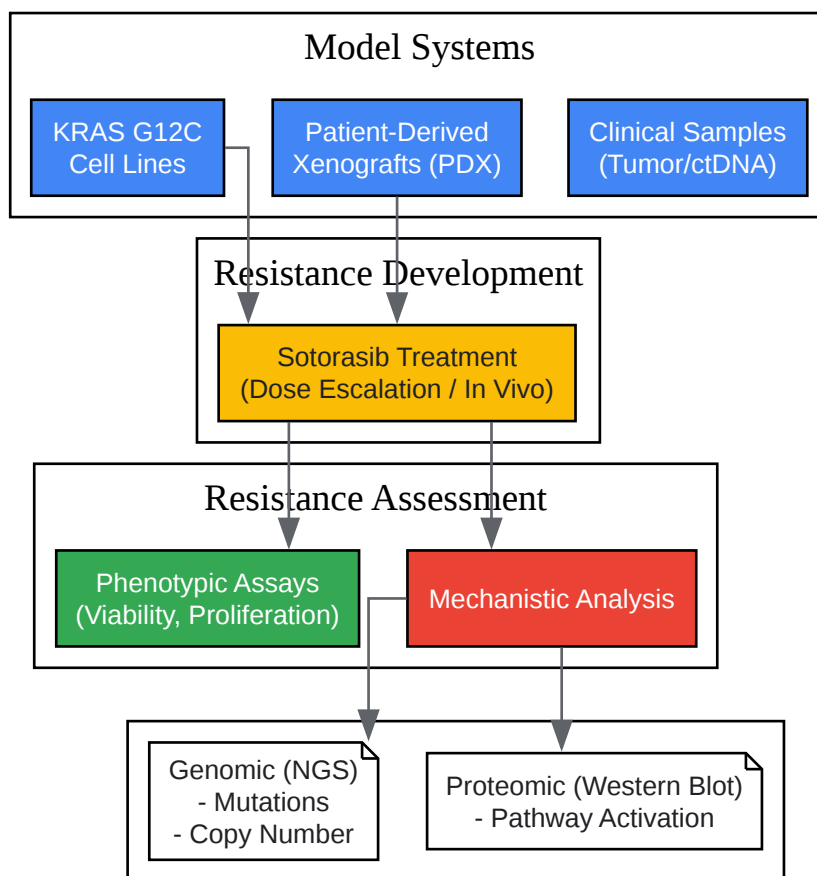 Model Systems
KRAS G12C
Cell Lines
Patient-Derived
Xenografts (PDX)
Clinical Samples
(Tumor/ctDNA)
Resistance Development
Sotorasib Treatment
(Dose Escalation / In Vivo)
Resistance Assessment
Phenotypic Assays
(Viability, Proliferation)
Mechanistic Analysis
Genomic (NGS)
- Mutations
- Copy Number
Proteomic (Western Blot)
- Pathway Activation